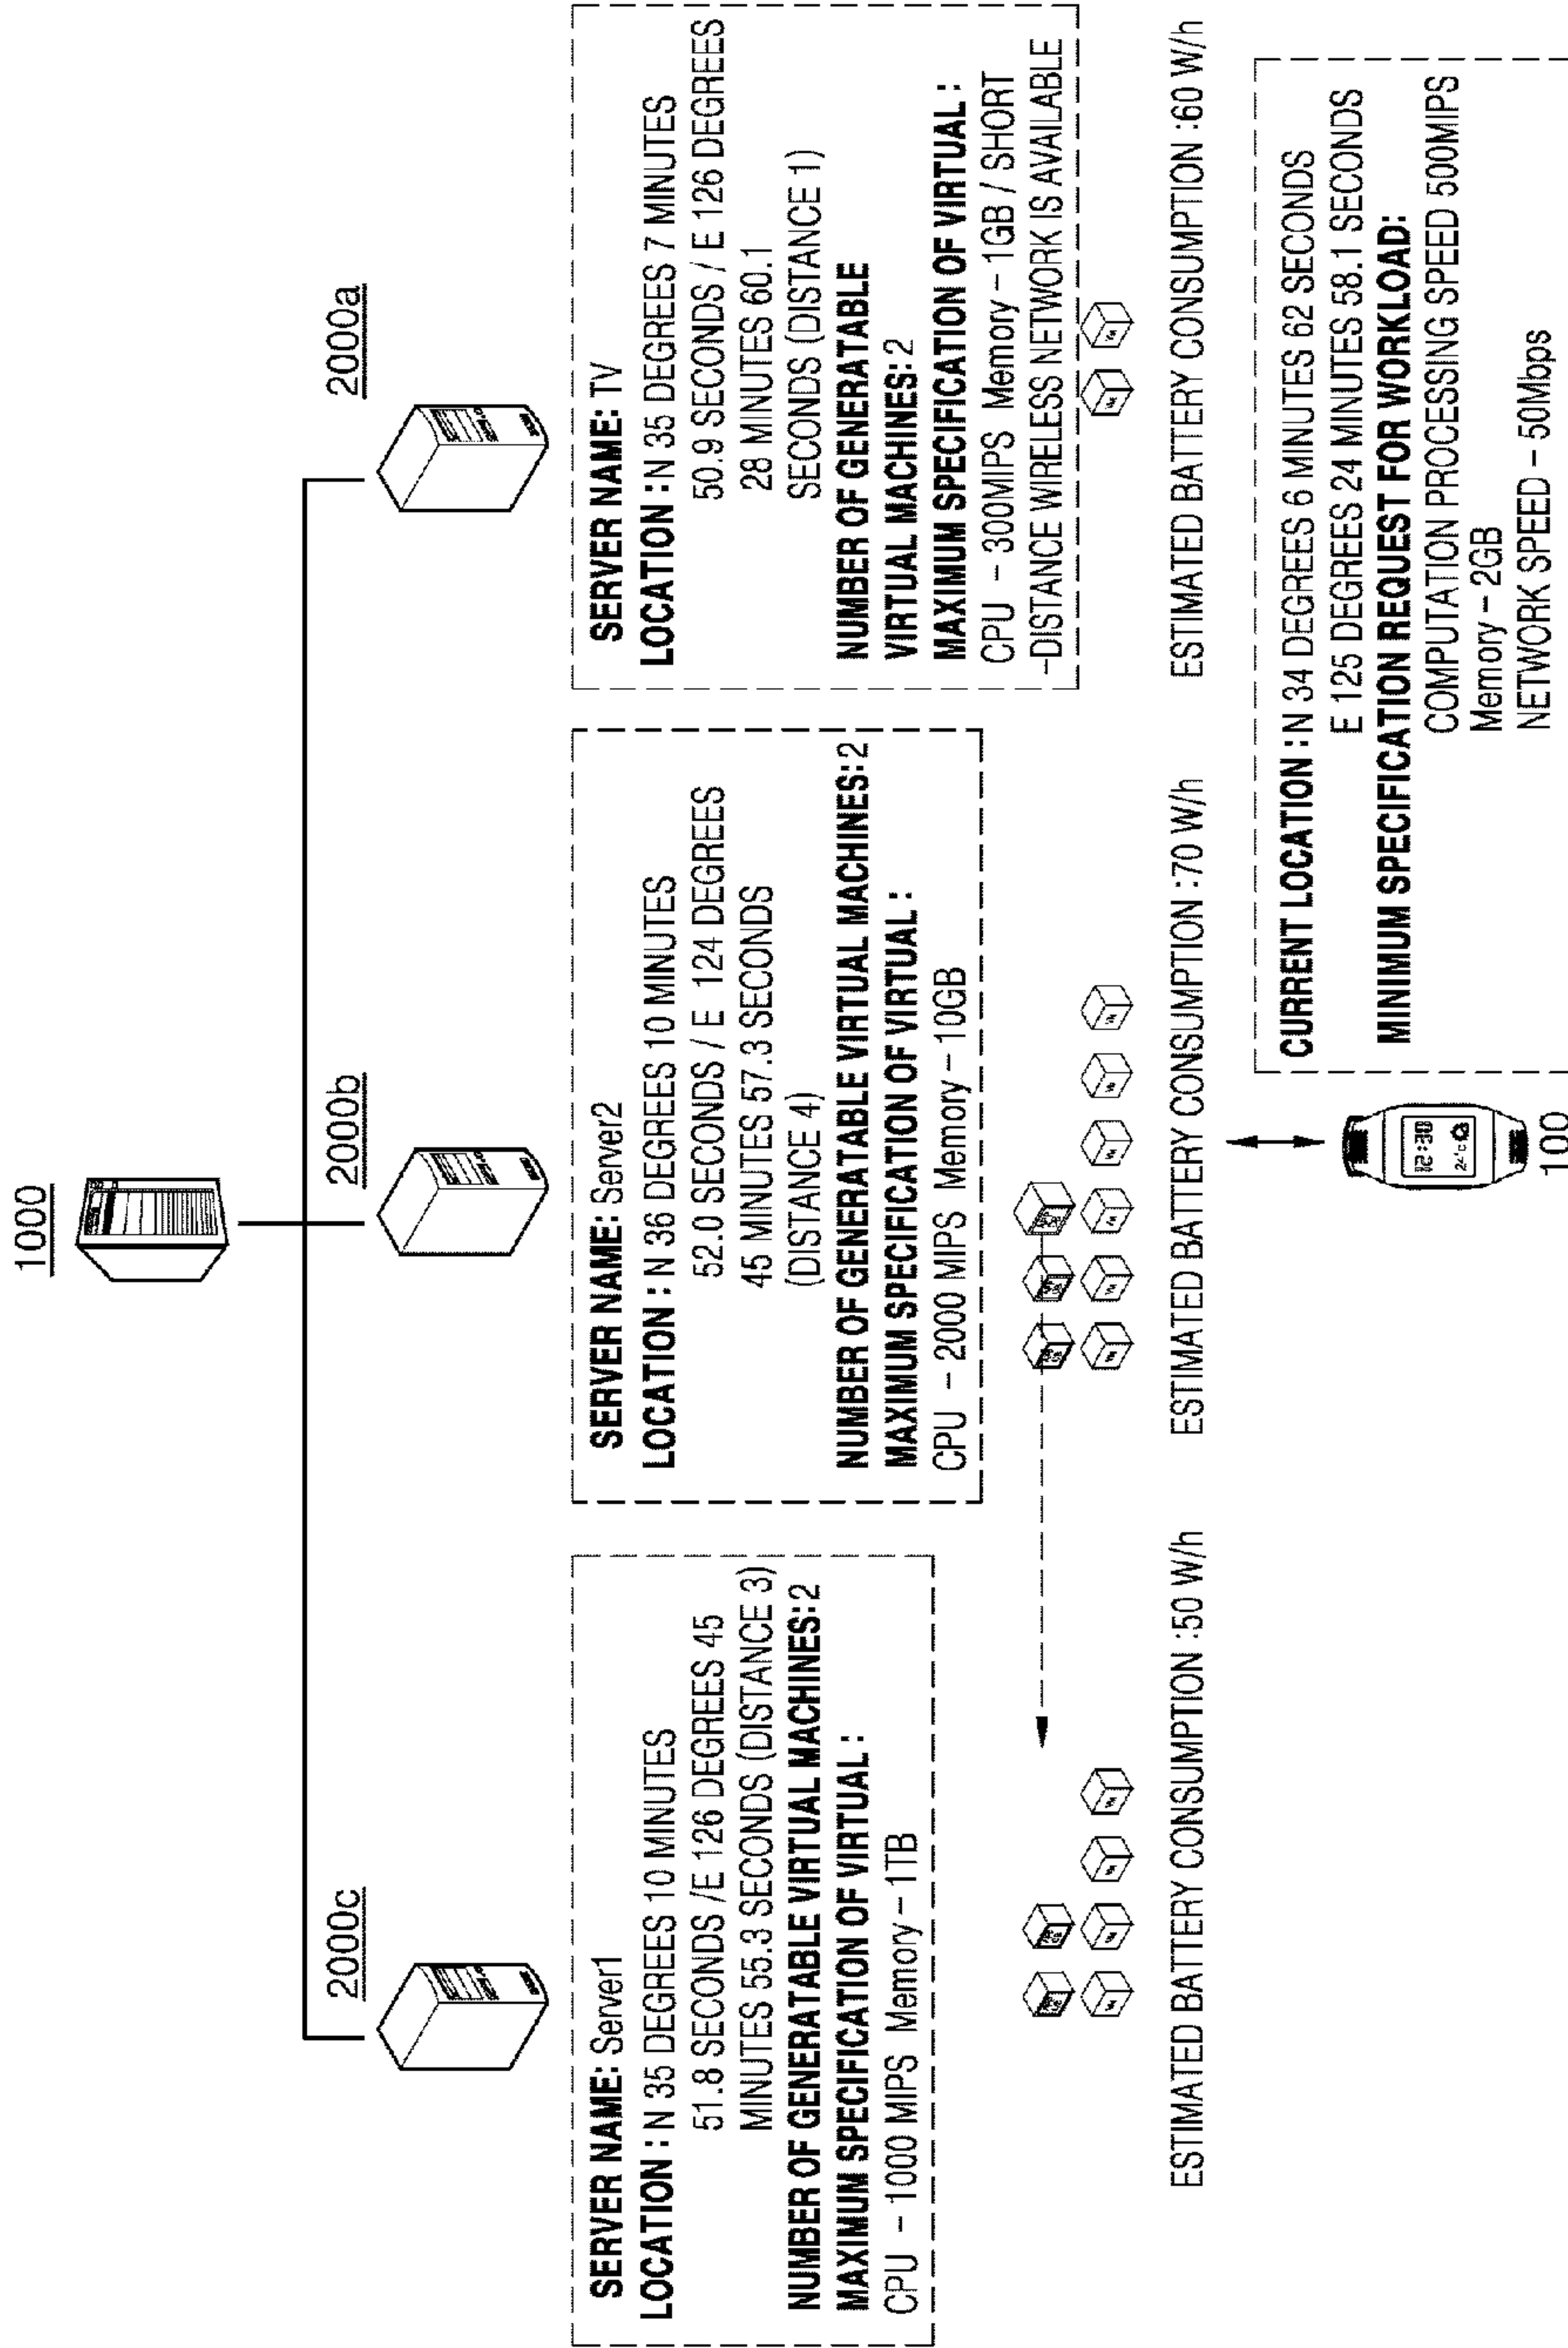 1000
2000c
2000b
2000a
SERVER NAME: Server1
LOCATION : N 35 DEGREES 10 MINUTES
51.8 SECONDS /E 126 DEGREES 45
MINUTES 55.3 SECONDS (DISTANCE 3)
NUMBER OF GENERATABLE VIRTUAL MACHINES:2
MAXIMUM SPECIFICATION OF VIRTUAL :
CPU - 1000 MIPS Memory - 1TB
ESTIMATED BATTERY CONSUMPTION :50 W/h
SERVER NAME: Server2
LOCATION : N 36 DEGREES 10 MINUTES
52.0 SECONDS / E 124 DEGREES
45 MINUTES 57.3 SECONDS
(DISTANCE 4)
NUMBER OF GENERATABLE VIRTUAL MACHINES:2
MAXIMUM SPECIFICATION OF VIRTUAL :
CPU - 2000 MIPS Memory - 10GB
ESTIMATED BATTERY CONSUMPTION :70 W/h
SERVER NAME: TV
LOCATION :N 35 DEGREES 7 MINUTES
50.9 SECONDS / E 126 DEGREES
28 MINUTES 60.1
SECONDS (DISTANCE 1)
NUMBER OF GENERATABLE
VIRTUAL MACHINES:2
MAXIMUM SPECIFICATION OF VIRTUAL :
CPU - 300MIPS Memory - 1GB / SHORT
-DISTANCE WIRELESS NETWORK IS AVAILABLE
ESTIMATED BATTERY CONSUMPTION :60 W/h
12:30
24°C
100
CURRENT LOCATION : N 34 DEGREES 6 MINUTES 62 SECONDS
E 125 DEGREES 24 MINUTES 58.1 SECONDS
MINIMUM SPECIFICATION REQUEST FOR WORKLOAD:
COMPUTATION PROCESSING SPEED 500MIPS
Memory - 2GB
NETWORK SPEED - 50Mbps